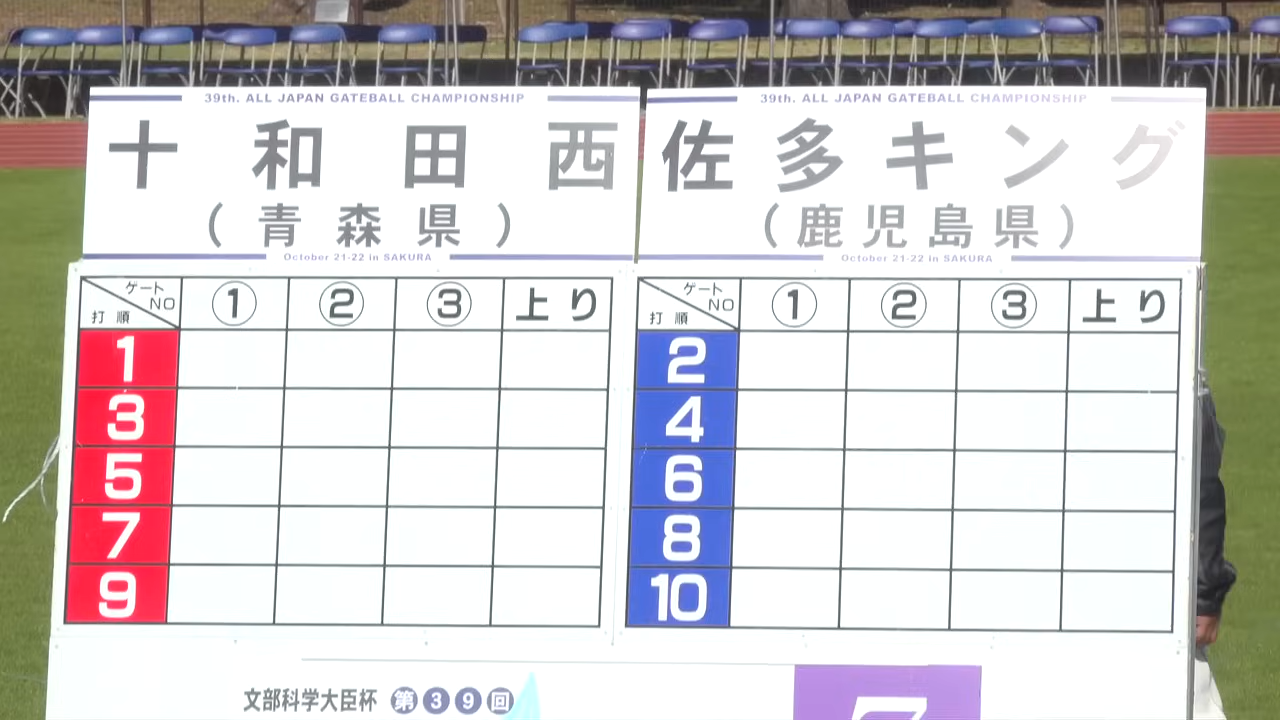 39th. ALL JAPAN GATEBALL CHAMPIONSHIP
十和田西
(青森県)
October 21-22 in SAKURA
ゲート NO
打順
① ② ③ 上り
1
3
5
7
9
39th. ALL JAPAN GATEBALL CHAMPIONSHIP
佐多キング
(鹿児島県)
October 21-22 in SAKURA
ゲート NO
打順
① ② ③ 上り
2
4
6
8
10
文部科学大臣杯 第39回